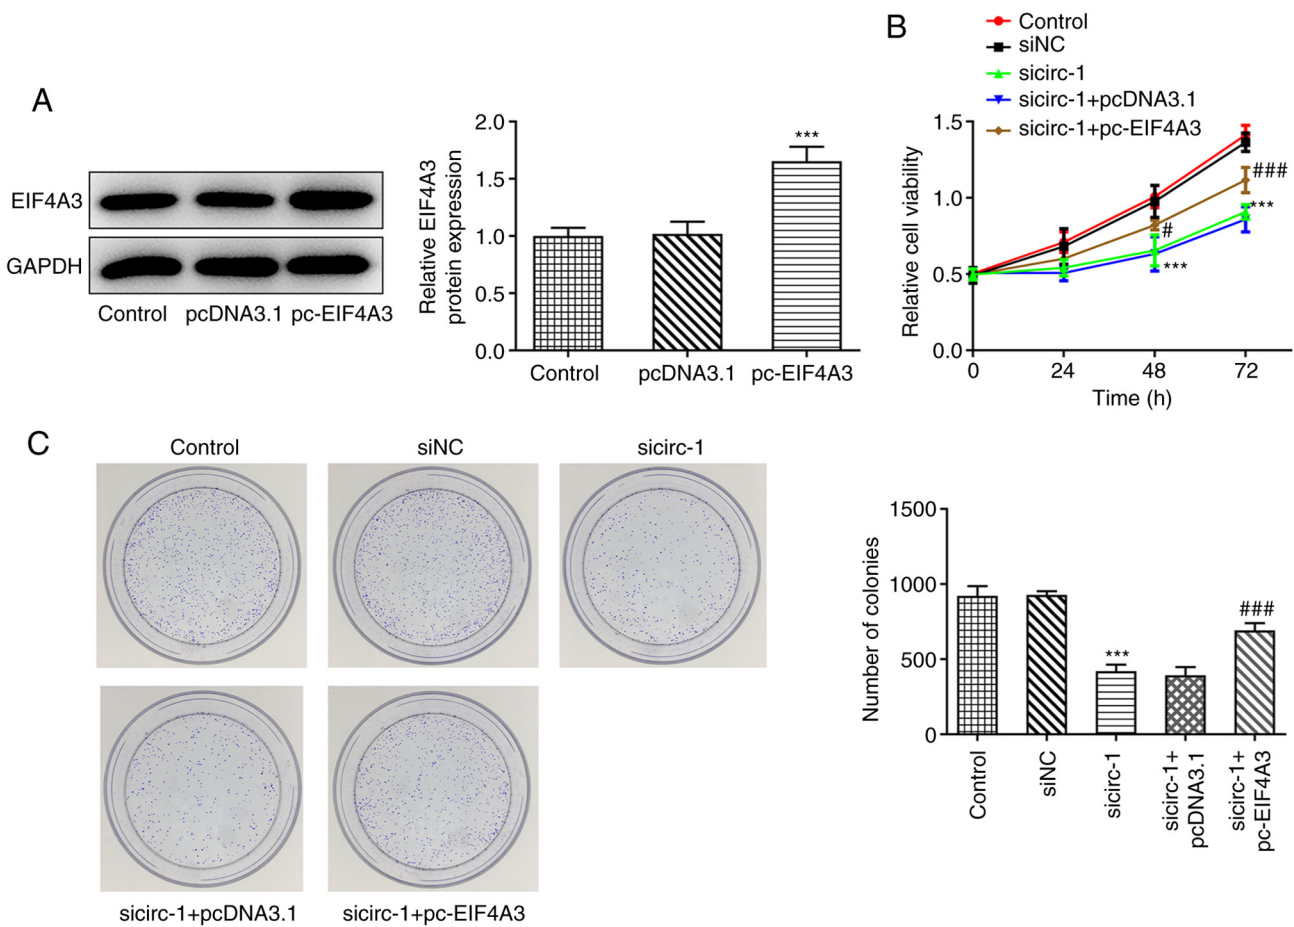 A
EIF4A3
GAPDH
Control pcDNA3.1 pc-EIF4A3
Relative EIF4A3
protein expression
2.0
1.5
1.0
0.5
0.0
***
Control pcDNA3.1 pc-EIF4A3
B
Control
siNC
sicirc-1
sicirc-1+pcDNA3.1
sicirc-1+pc-EIF4A3
Relative cell viability
1.5
1.0
0.5
0.0
###
***
#
***
0 24 48 72
Time (h)
C
Control siNC sicirc-1
sicirc-1+pcDNA3.1 sicirc-1+pc-EIF4A3
Number of colonies
1500
1000
500
0
***
###
Control
siNC
sicirc-1
sicirc-1+
pcDNA3.1
sicirc-1+
pc-EIF4A3